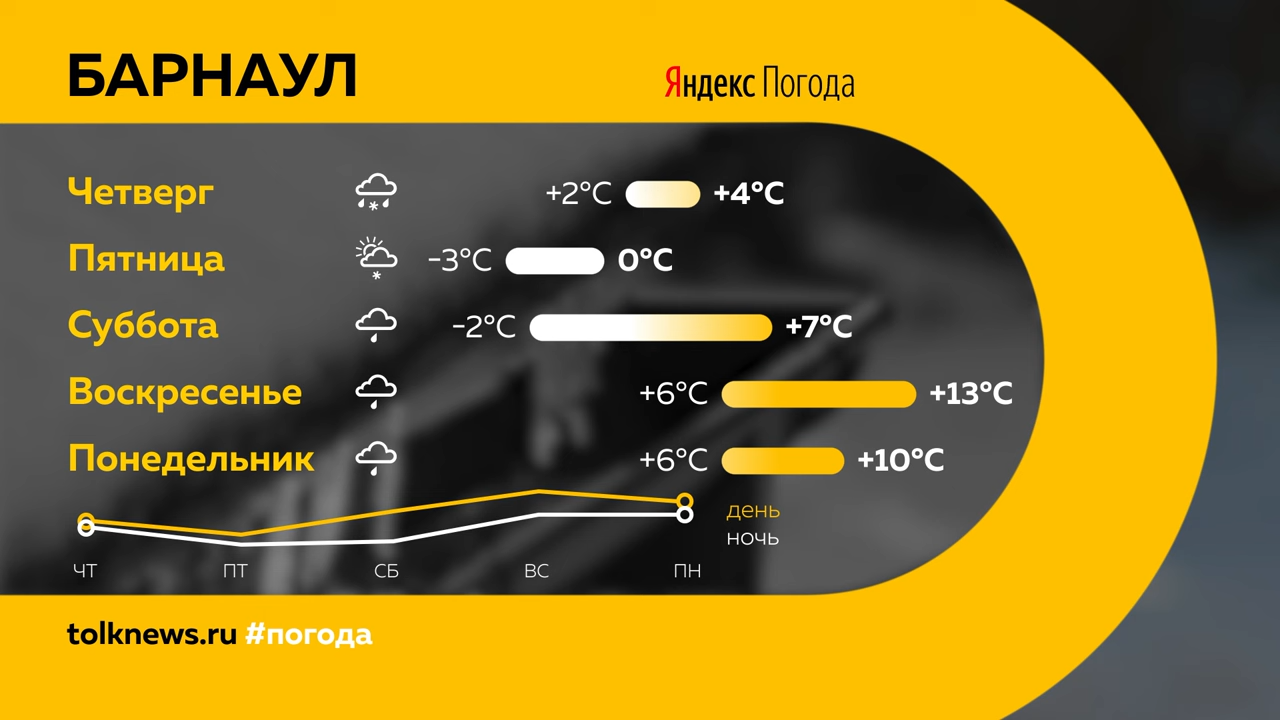 БАРНАУЛ
Яндекс Погода
Четверг +2°C +4°C
Пятница -3°C 0°C
Суббота -2°C +7°C
Воскресенье +6°C +13°C
Понедельник +6°C +10°C
день
ночь
ЧТ ПТ СБ ВС ПН
tolknews.ru #погода